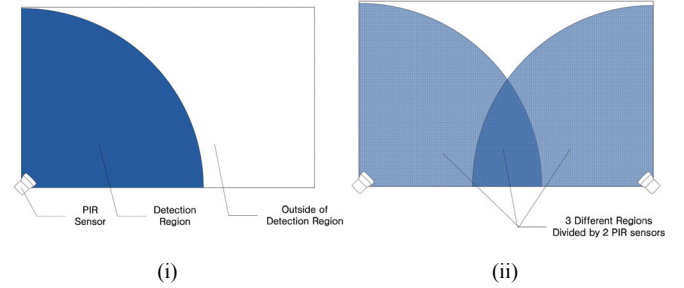 PIR
Sensor
Detection
Region
Outside of
Detection Region
3 Different Regions
Divided by 2 PIR sensors
(i)
(ii)